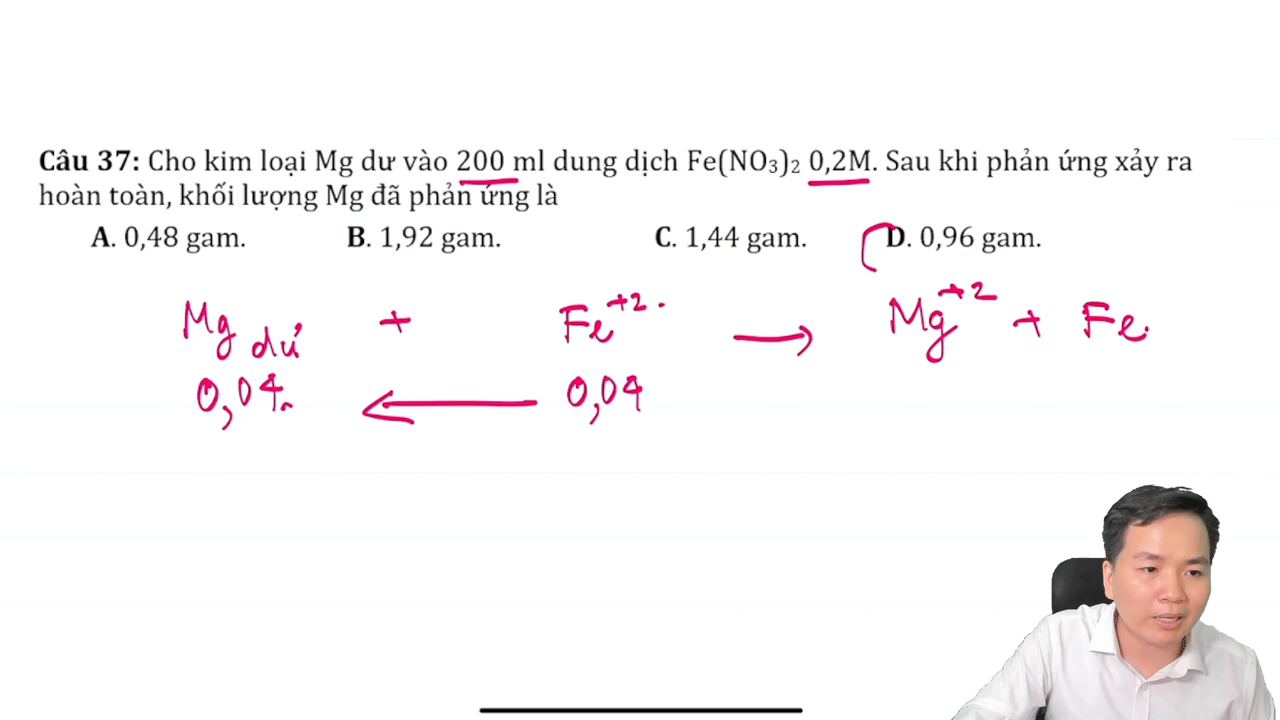 Câu 37: Cho kim loại Mg dư vào 200 ml dung dịch Fe(NO₃)₂ 0,2M. Sau khi phản ứng xảy ra
hoàn toàn, khối lượng Mg đã phản ứng là
A. 0,48 gam. B. 1,92 gam. C. 1,44 gam. D. 0,96 gam.
Mg dư + Fe⁺² → Mg⁺² + Fe
0,04 ← 0,04